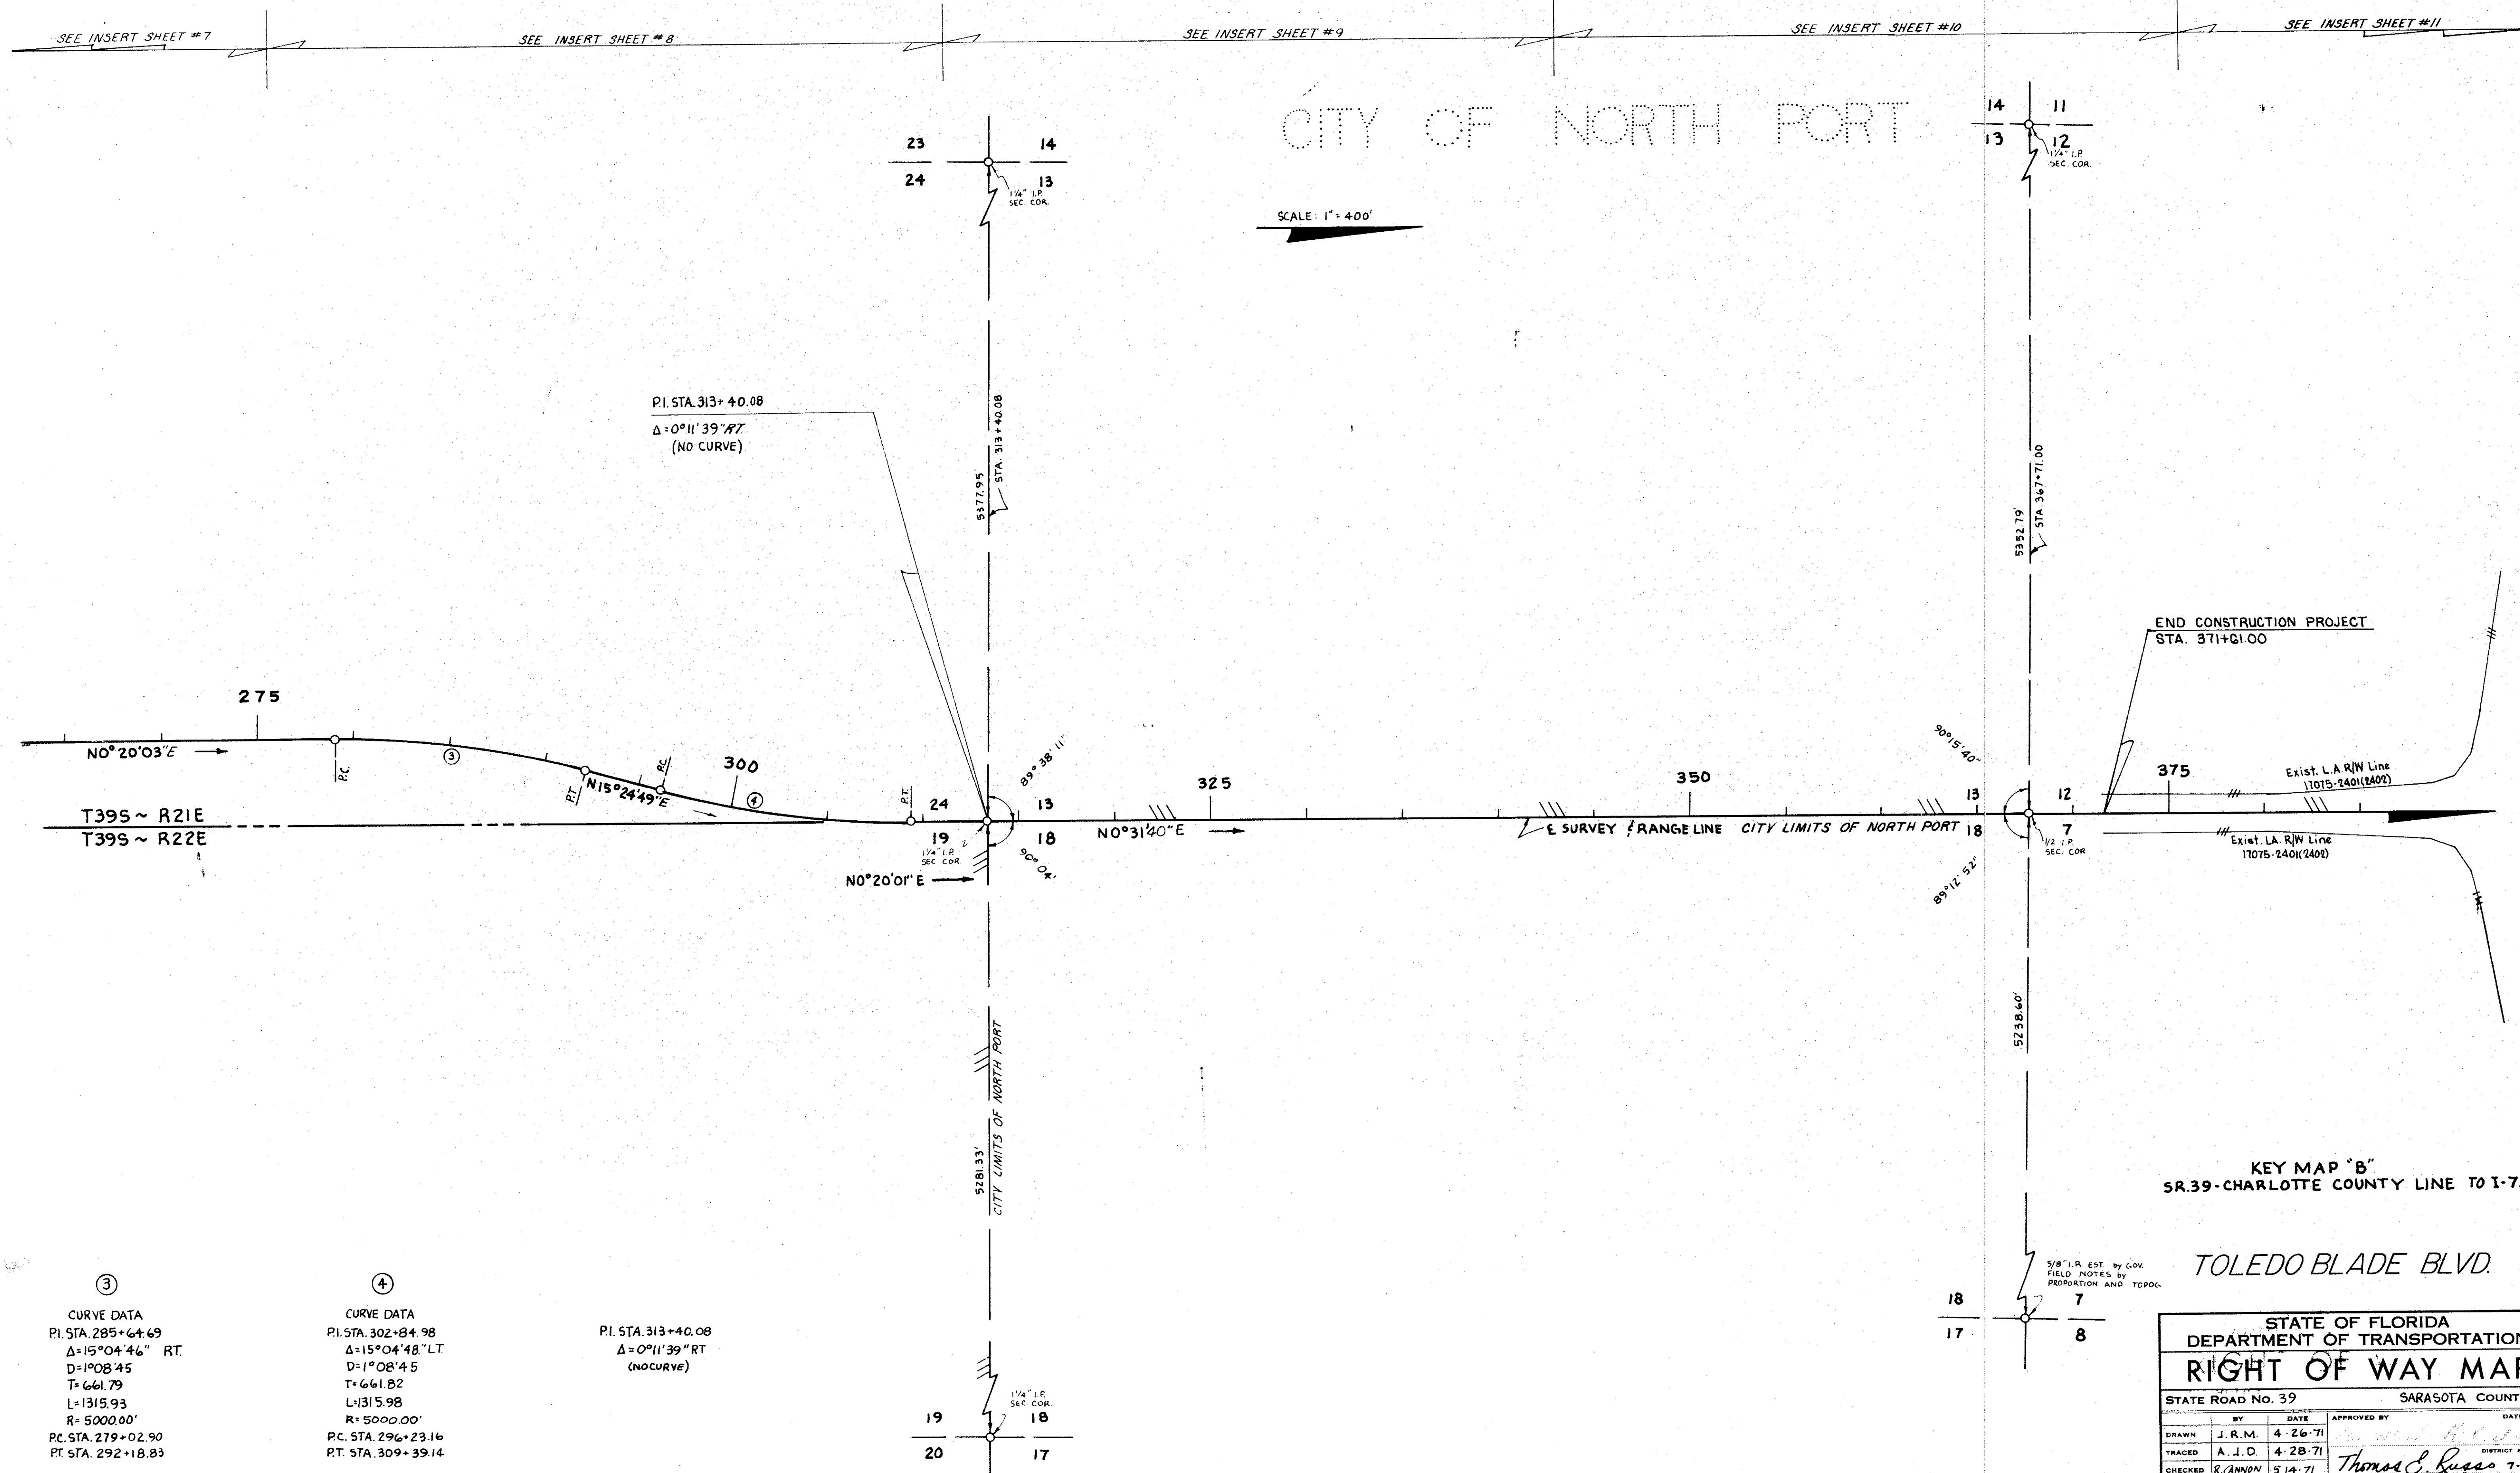 SEE INSERT SHEET #7
SEE INSERT SHEET #8
SEE INSERT SHEET #9
SEE INSERT SHEET #10
SEE INSERT SHEET #11
CITY OF NORTH PORT
23 14
24 13
1¼" I.P.
SEC. COR.
14 11
13 12
1¼" I.P.
SEC. COR.
SCALE: 1" = 400'
P.I. STA. 313+40.08
Δ=0°11'39"RT
(NO CURVE)
5377.95'
STA. 313+40.08
5352.79'
STA. 367+71.00
END CONSTRUCTION PROJECT
STA. 371+61.00
275
N0°20'03"E
P.C.
3
P.T.
N15°24'49"E
P.C.
300
4
P.T.
24 13
19 18
1¼" I.P.
SEC COR.
89°38'11"
90°04'
N0°20'01"E
325
N0°31'40"E
350
375
T39S ~ R21E
T39S ~ R22E
SURVEY & RANGE LINE CITY LIMITS OF NORTH PORT
90°15'40"
89°12'52"
13 12
18 7
1/2 I.P.
SEC. COR
Exist. L.A. R/W Line
17075-2401(2402)
Exist. L.A. R/W Line
17075-2401(2402)
5281.33'
CITY LIMITS OF NORTH PORT
5238.60'
KEY MAP "B"
SR.39-CHARLOTTE COUNTY LINE TO I-7
TOLEDO BLADE BLVD.
5/8" I.R. EST. by GOV.
FIELD NOTES by
PROPORTION AND TOPOG
18 7
17 8
1¼" I.P.
SEC. COR.
19 18
20 17
3
CURVE DATA
P.I. STA. 285+64.69
Δ=15°04'46" RT.
D=1°08'45
T=661.79
L=1315.93
R=5000.00'
P.C. STA. 279+02.90
P.T. STA. 292+18.83
4
CURVE DATA
P.I. STA. 302+84.98
Δ=15°04'48" LT.
D=1°08'45
T=661.82
L=1315.98
R=5000.00'
P.C. STA. 296+23.16
P.T. STA. 309+39.14
P.I. STA. 313+40.08
Δ=0°11'39"RT
(NO CURVE)
STATE OF FLORIDA
DEPARTMENT OF TRANSPORTATION
RIGHT OF WAY MAP
STATE ROAD No. 39 SARASOTA COUNT
BY DATE APPROVED BY DAT
DRAWN J.R.M. 4-26-71
TRACED A.J.D. 4-28-71 DISTRICT
CHECKED R.CANNON 5-14-71 Thomas E. Russo 7-